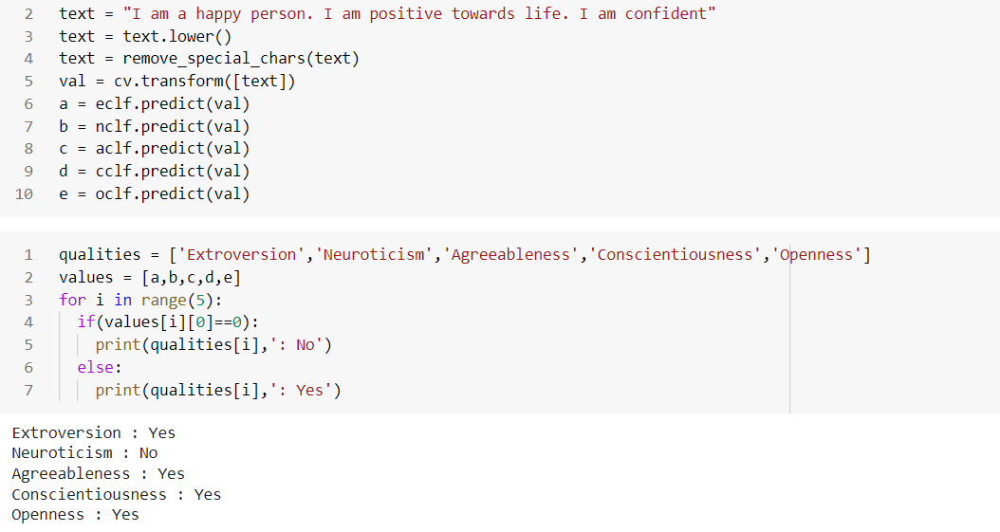 2 text = "I am a happy person. I am positive towards life. I am confident"
3 text = text.lower()
4 text = remove_special_chars(text)
5 val = cv.transform([text])
6 a = eclf.predict(val)
7 b = nclf.predict(val)
8 c = aclf.predict(val)
9 d = cclf.predict(val)
10 e = oclf.predict(val)
1 qualities = ['Extroversion','Neuroticism','Agreeableness','Conscientiousness','Openness']
2 values = [a,b,c,d,e]
3 for i in range(5):
4   if(values[i][0]==0):
5     print(qualities[i],': No')
6   else:
7     print(qualities[i],': Yes')
Extroversion : Yes
Neuroticism : No
Agreeableness : Yes
Conscientiousness : Yes
Openness : Yes